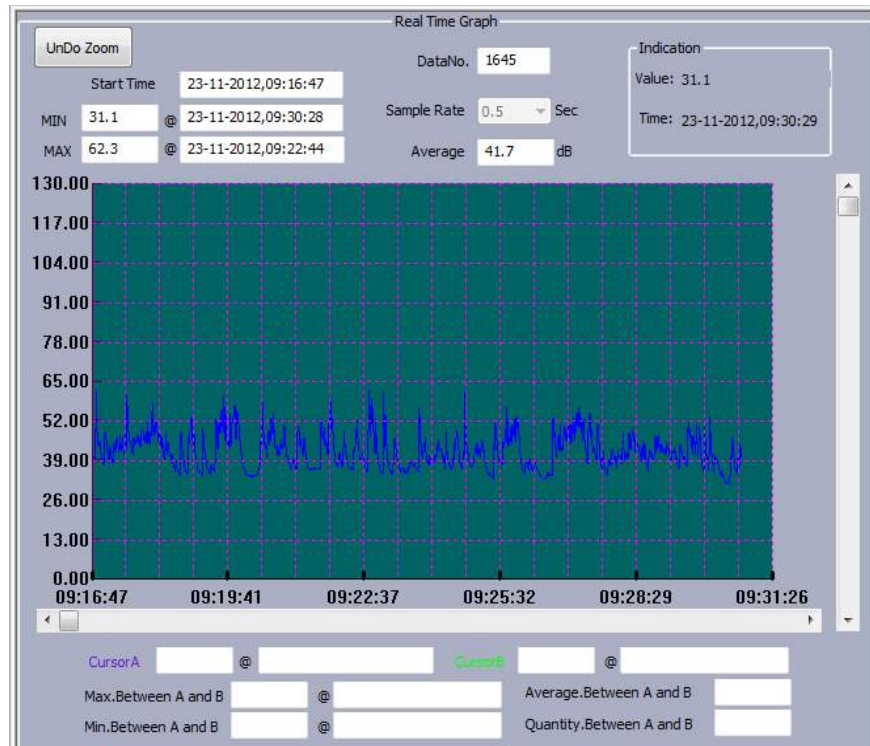 Real Time Graph
UnDo Zoom
DataNo. 1645
Indication
Value: 31.1
Start Time 23-11-2012,09:16:47
Sample Rate 0.5 Sec
Time: 23-11-2012,09:30:29
MIN 31.1 @ 23-11-2012,09:30:28
MAX 62.3 @ 23-11-2012,09:22:44
Average 41.7 dB
130.00
117.00
104.00
91.00
78.00
65.00
52.00
39.00
26.00
13.00
0.00
09:16:47 09:19:41 09:22:37 09:25:32 09:28:29 09:31:26
CursorA @ CursorB @
Max.Between A and B @ Average.Between A and B
Min.Between A and B @ Quantity.Between A and B